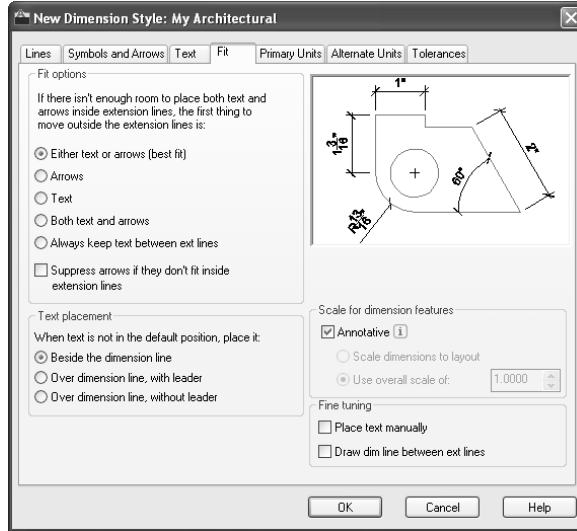 New Dimension Style: My Architectural
Lines
Symbols and Arrows
Text
Fit
Primary Units
Alternate Units
Tolerances
Fit options
If there isn't enough room to place both text and
arrows inside extension lines, the first thing to
move outside the extension lines is:
Either text or arrows (best fit)
Arrows
Text
Both text and arrows
Always keep text between ext lines
Suppress arrows if they don't fit inside
extension lines
Text placement
When text is not in the default position, place it:
Beside the dimension line
Over dimension line, with leader
Over dimension line, without leader
1"
1 3/16"
2"
60°
R 13/16"
Scale for dimension features
Annotative
Scale dimensions to layout
Use overall scale of:
1.0000
Fine tuning
Place text manually
Draw dim line between ext lines
OK
Cancel
Help